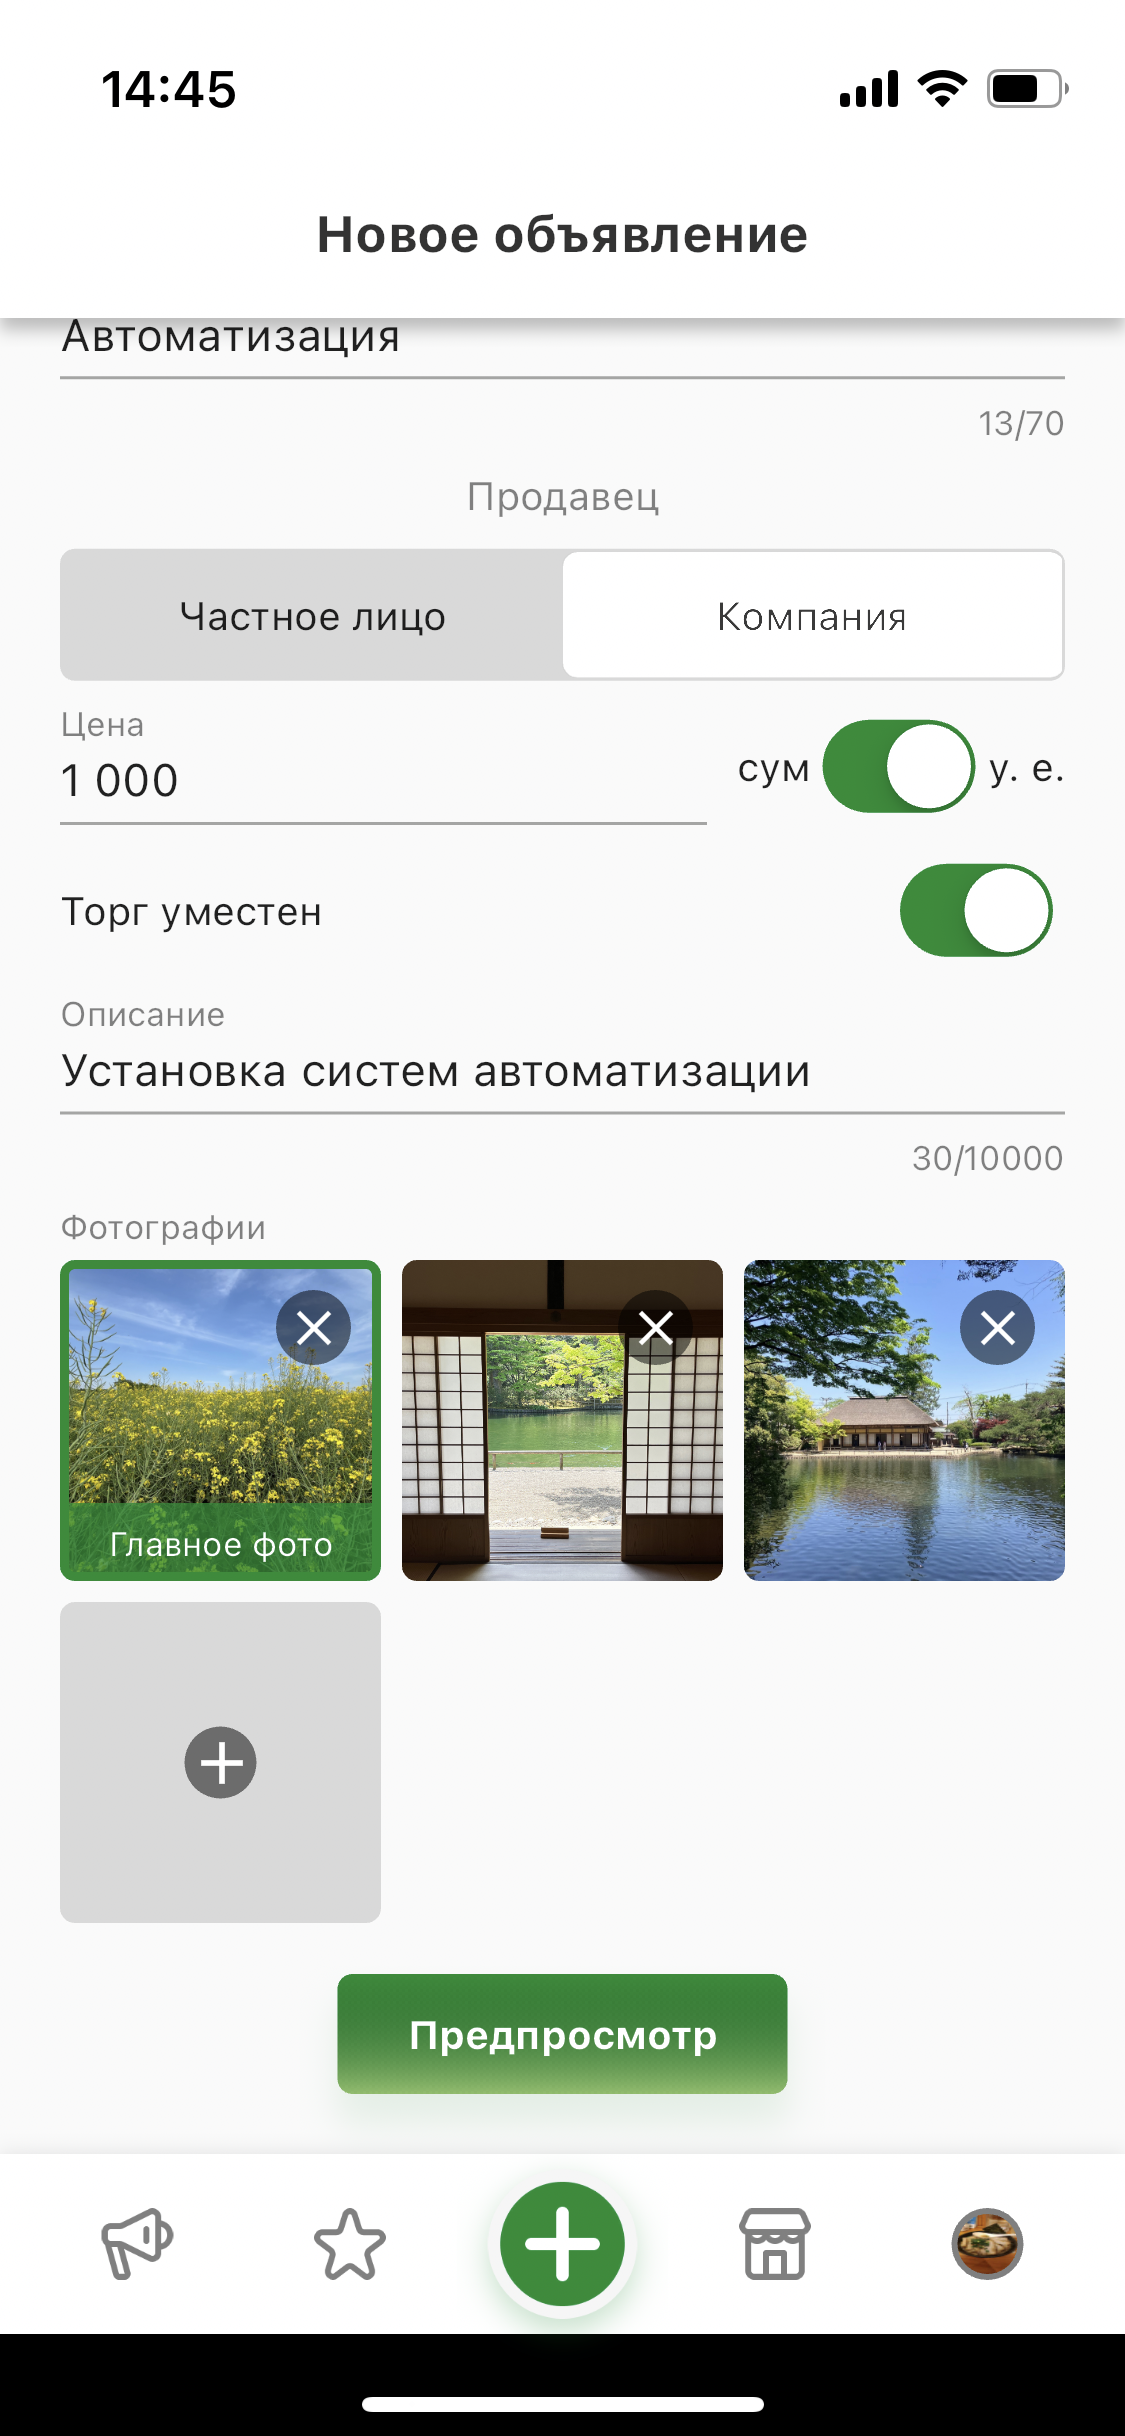 14:45
Новое объявление
Автоматизация
13/70
Продавец
Частное лицо
Компания
Цена
1 000
сум
у. е.
Торг уместен
Описание
Установка систем автоматизации
30/10000
Фотографии
Главное фото
Предпросмотр